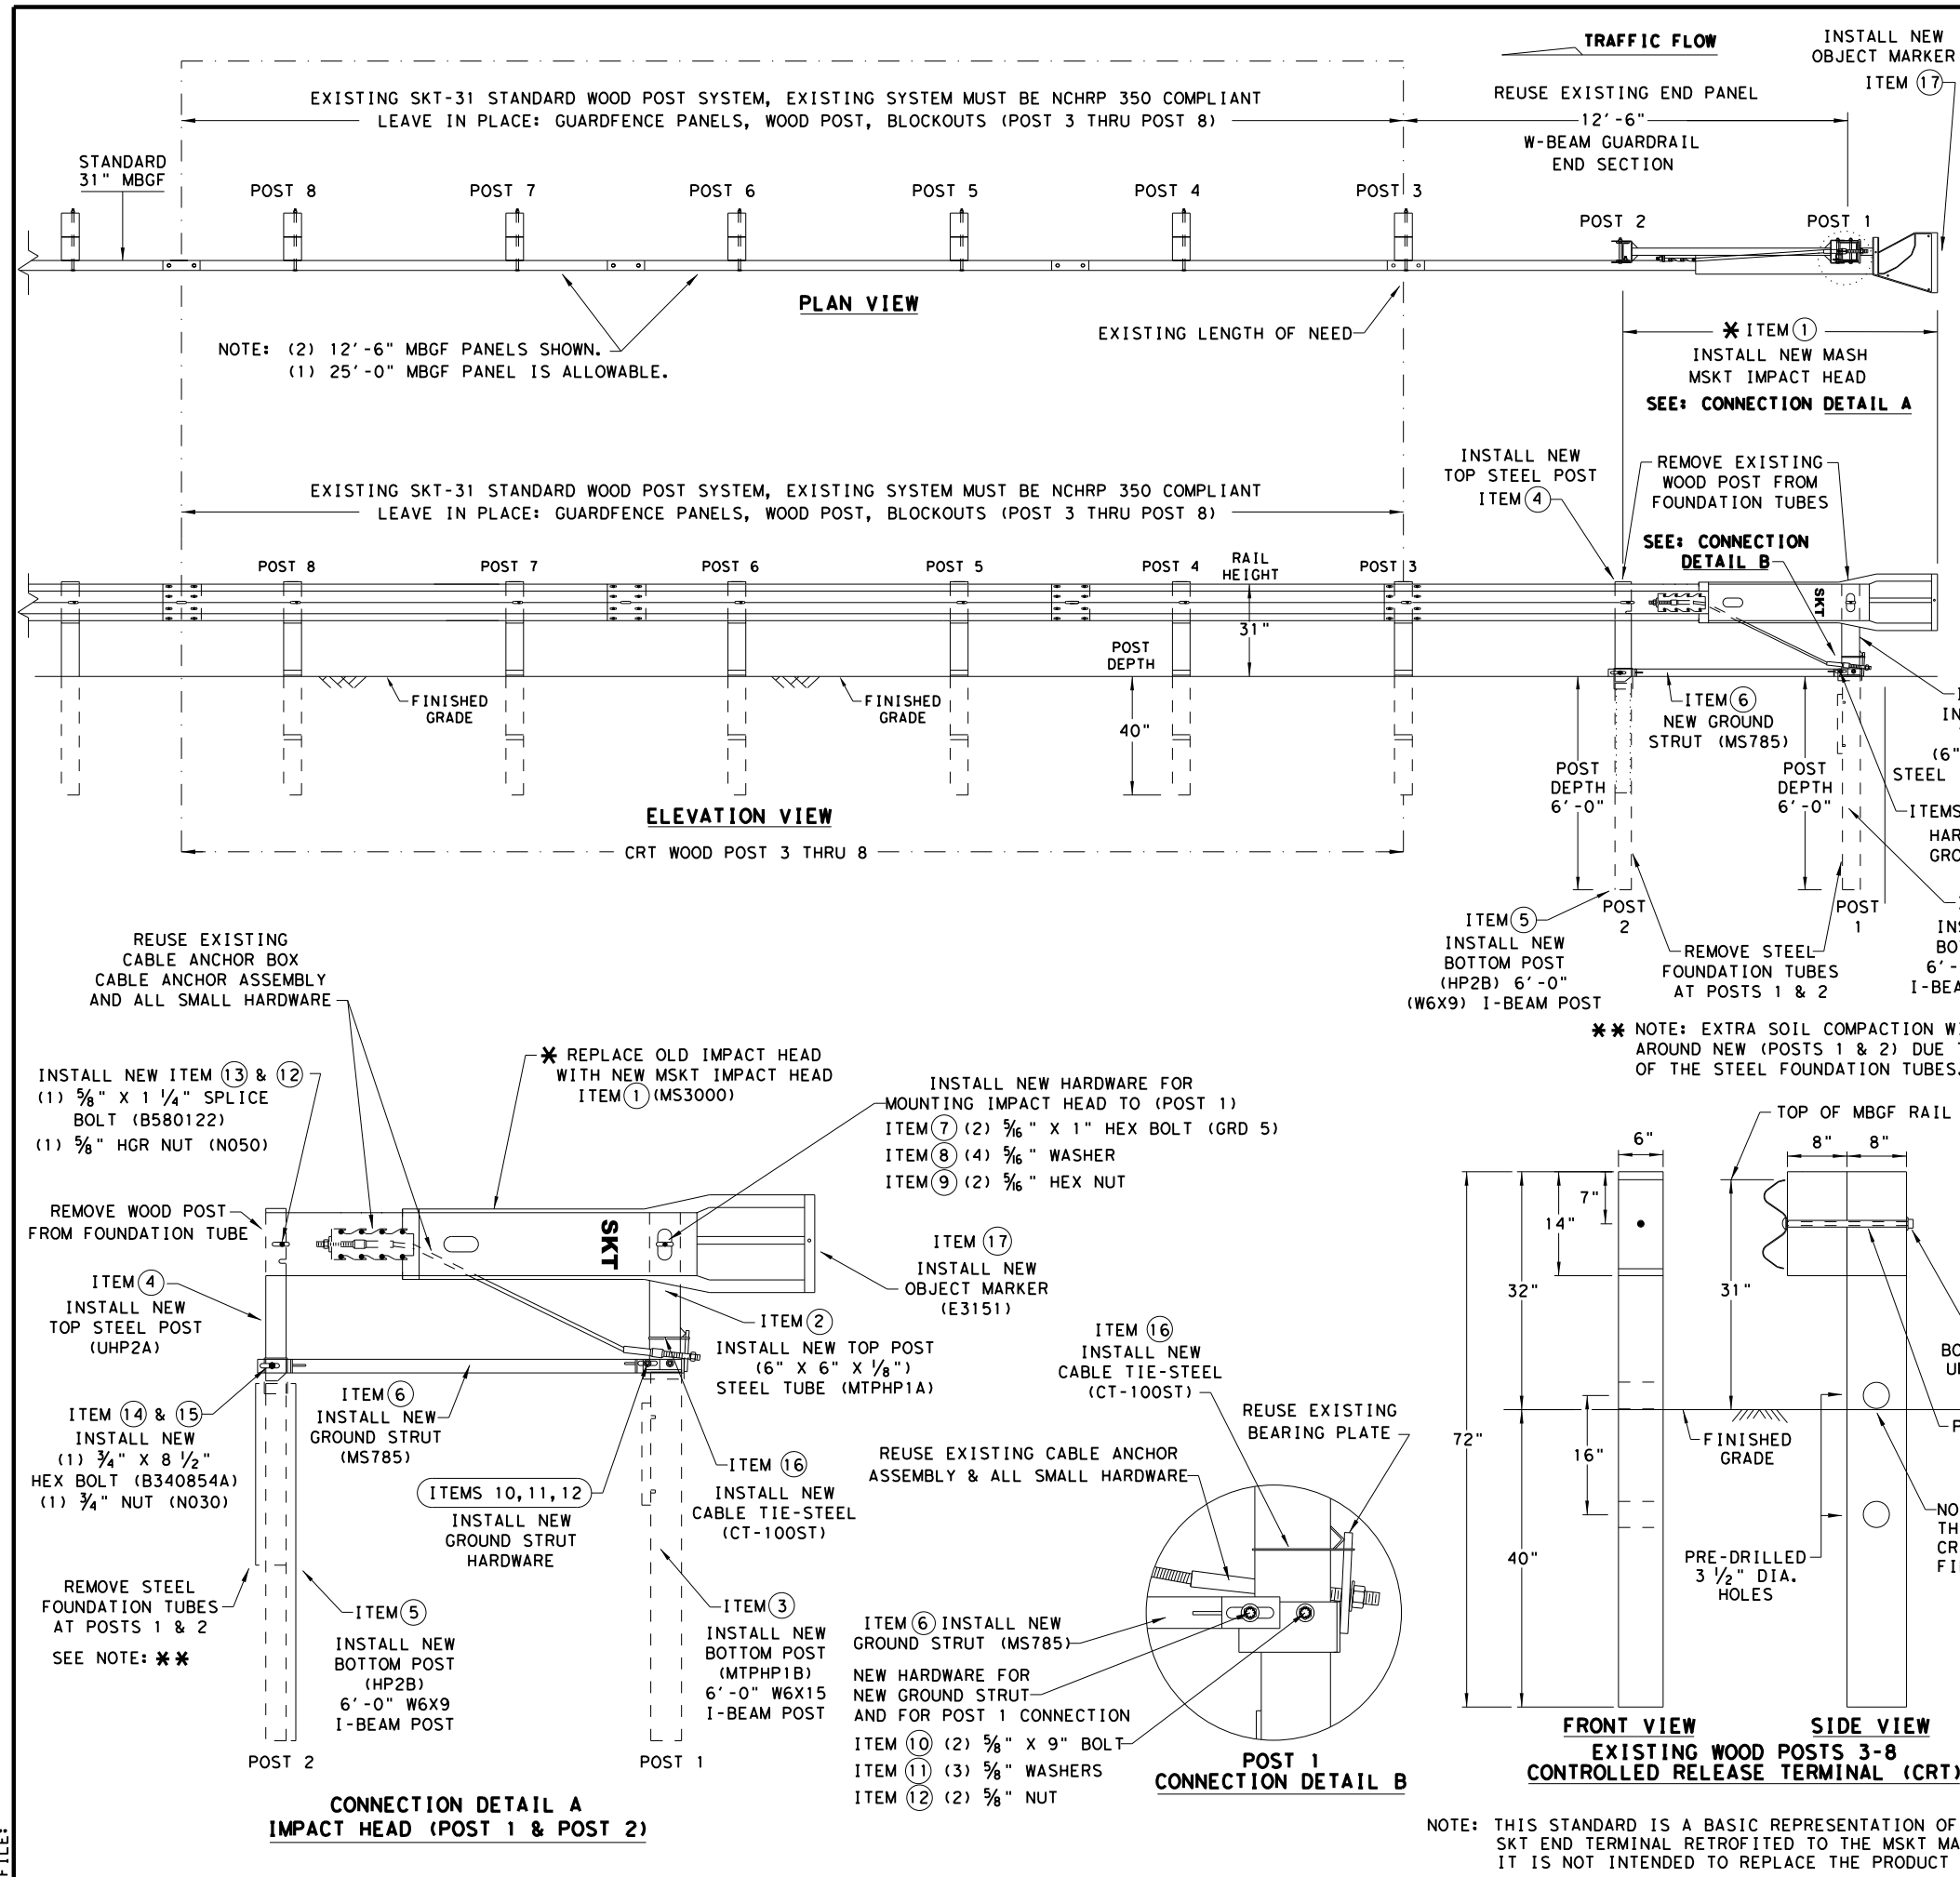 TRAFFIC FLOW
INSTALL NEW
OBJECT MARKER
ITEM 17
EXISTING SKT-31 STANDARD WOOD POST SYSTEM, EXISTING SYSTEM MUST BE NCHRP 350 COMPLIANT
LEAVE IN PLACE: GUARDFENCE PANELS, WOOD POST, BLOCKOUTS (POST 3 THRU POST 8)
REUSE EXISTING END PANEL
12'-6"
W-BEAM GUARDRAIL
END SECTION
STANDARD
31" MBGF
POST 8
POST 7
POST 6
POST 5
POST 4
POST 3
POST 2
POST 1
PLAN VIEW
NOTE: (2) 12'-6" MBGF PANELS SHOWN.
(1) 25'-0" MBGF PANEL IS ALLOWABLE.
EXISTING LENGTH OF NEED
* ITEM 1
INSTALL NEW MASH
MSKT IMPACT HEAD
SEE: CONNECTION DETAIL A
EXISTING SKT-31 STANDARD WOOD POST SYSTEM, EXISTING SYSTEM MUST BE NCHRP 350 COMPLIANT
LEAVE IN PLACE: GUARDFENCE PANELS, WOOD POST, BLOCKOUTS (POST 3 THRU POST 8)
INSTALL NEW
TOP STEEL POST
ITEM 4
REMOVE EXISTING
WOOD POST FROM
FOUNDATION TUBES
SEE: CONNECTION
DETAIL B
POST 8
POST 7
POST 6
POST 5
POST 4
RAIL
HEIGHT
POST 3
SKT
31"
POST
DEPTH
40"
FINISHED
GRADE
FINISHED
GRADE
ITEM 6
NEW GROUND
STRUT (MS785)
POST
DEPTH
6'-0"
POST
DEPTH
6'-0"
IN
(6"
STEEL
ITEMS
HAR
GRO
ELEVATION VIEW
CRT WOOD POST 3 THRU 8
ITEM 5
INSTALL NEW
BOTTOM POST
(HP2B) 6'-0"
(W6X9) I-BEAM POST
POST
2
POST
1
REMOVE STEEL
FOUNDATION TUBES
AT POSTS 1 & 2
INS
BO
6'-
I-BEA
** NOTE: EXTRA SOIL COMPACTION W
AROUND NEW (POSTS 1 & 2) DUE T
OF THE STEEL FOUNDATION TUBES.
REUSE EXISTING
CABLE ANCHOR BOX
CABLE ANCHOR ASSEMBLY
AND ALL SMALL HARDWARE
INSTALL NEW ITEM 13 & 12
(1) 5/8" X 1 1/4" SPLICE
BOLT (B580122)
(1) 5/8" HGR NUT (N050)
* REPLACE OLD IMPACT HEAD
WITH NEW MSKT IMPACT HEAD
ITEM 1 (MS3000)
INSTALL NEW HARDWARE FOR
MOUNTING IMPACT HEAD TO (POST 1)
ITEM 7 (2) 5/16" X 1" HEX BOLT (GRD 5)
ITEM 8 (4) 5/16" WASHER
ITEM 9 (2) 5/16" HEX NUT
REMOVE WOOD POST
FROM FOUNDATION TUBE
SKT
ITEM 17
INSTALL NEW
OBJECT MARKER
(E3151)
ITEM 4
INSTALL NEW
TOP STEEL POST
(UHP2A)
ITEM 2
INSTALL NEW TOP POST
(6" X 6" X 1/8")
STEEL TUBE (MTPHP1A)
ITEM 14 & 15
INSTALL NEW
(1) 3/4" X 8 1/2"
HEX BOLT (B340854A)
(1) 3/4" NUT (N030)
ITEM 6
INSTALL NEW
GROUND STRUT
(MS785)
ITEMS 10,11,12
INSTALL NEW
GROUND STRUT
HARDWARE
ITEM 16
INSTALL NEW
CABLE TIE-STEEL
(CT-100ST)
REMOVE STEEL
FOUNDATION TUBES
AT POSTS 1 & 2
SEE NOTE: **
ITEM 5
INSTALL NEW
BOTTOM POST
(HP2B)
6'-0" W6X9
I-BEAM POST
ITEM 3
INSTALL NEW
BOTTOM POST
(MTPHP1B)
6'-0" W6X15
I-BEAM POST
POST 2
POST 1
CONNECTION DETAIL A
IMPACT HEAD (POST 1 & POST 2)
ITEM 16
INSTALL NEW
CABLE TIE-STEEL
(CT-100ST)
REUSE EXISTING
BEARING PLATE
REUSE EXISTING CABLE ANCHOR
ASSEMBLY & ALL SMALL HARDWARE
ITEM 6 INSTALL NEW
GROUND STRUT (MS785)
NEW HARDWARE FOR
NEW GROUND STRUT
AND FOR POST 1 CONNECTION
ITEM 10 (2) 5/8" X 9" BOLT
ITEM 11 (3) 5/8" WASHERS
ITEM 12 (2) 5/8" NUT
POST 1
CONNECTION DETAIL B
TOP OF MBGF RAIL
6"
8"
8"
7"
14"
32"
31"
72"
16"
40"
FINISHED
GRADE
BO
UP
NO
TH
CR
FI
PRE-DRILLED
3 1/2" DIA.
HOLES
FRONT VIEW
SIDE VIEW
EXISTING WOOD POSTS 3-8
CONTROLLED RELEASE TERMINAL (CRT)
NOTE: THIS STANDARD IS A BASIC REPRESENTATION OF
SKT END TERMINAL RETROFITED TO THE MSKT MA
IT IS NOT INTENDED TO REPLACE THE PRODUCT
FILE: